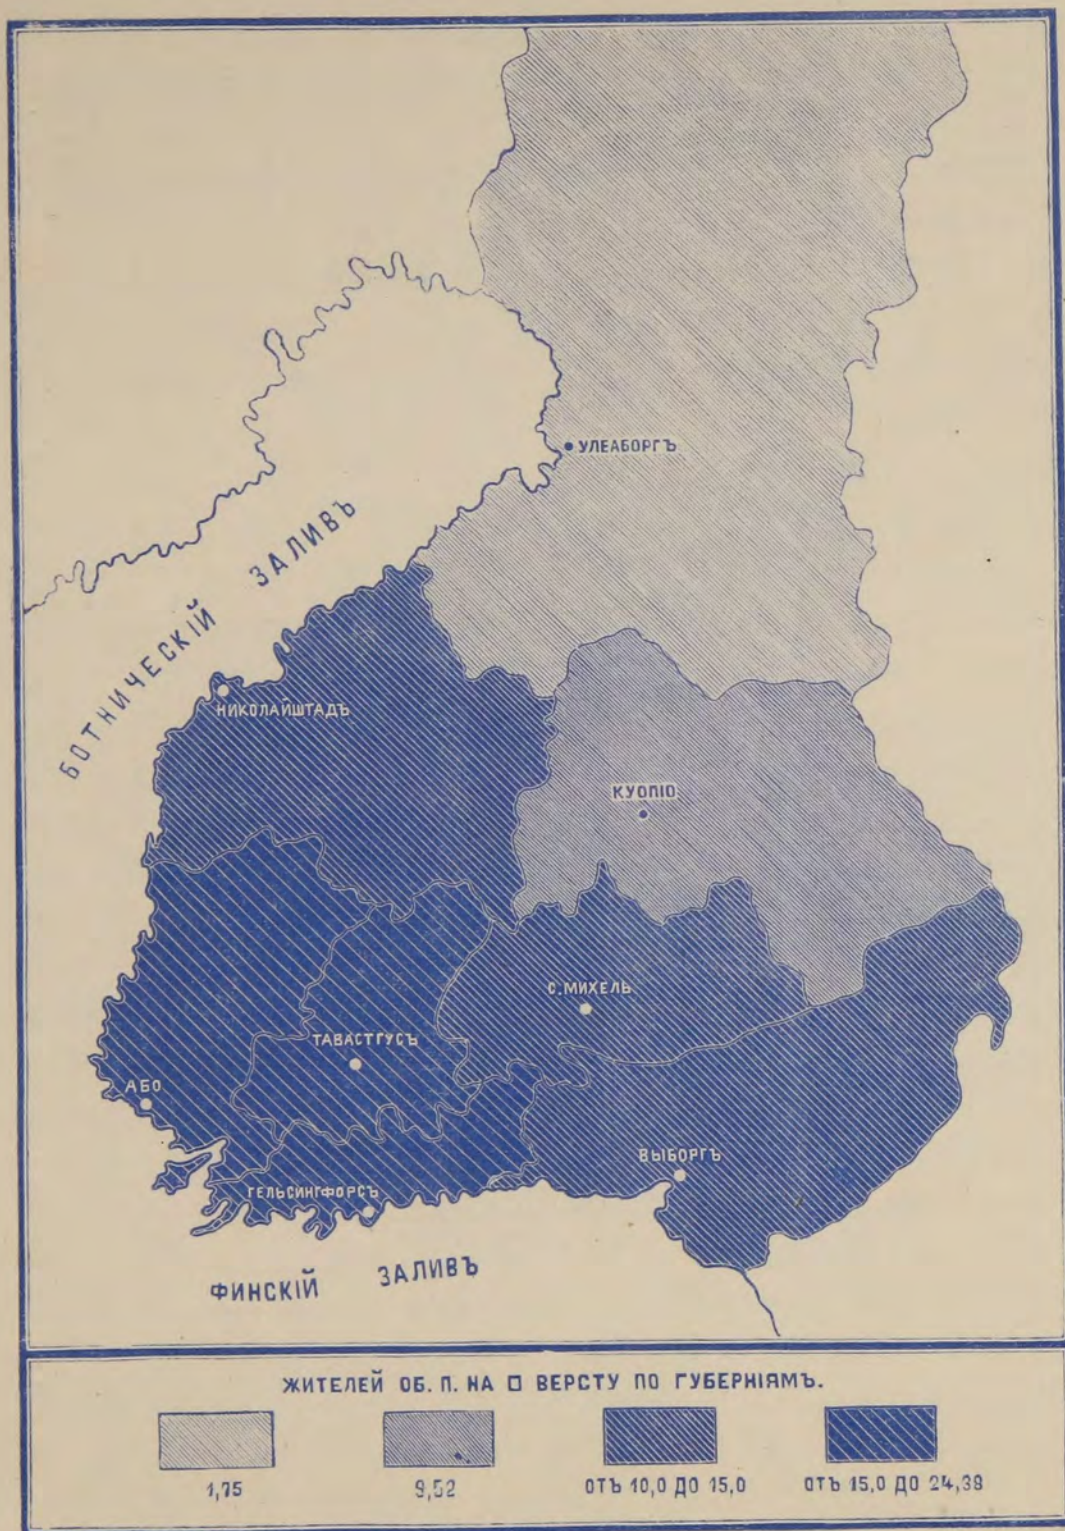 УЛЕАБОРГЪ
БОТНИЧЕСКІЙ ЗАЛИВЪ
НИКОЛАЙШТАДЪ
КУОПІО
С. МИХЕЛЬ
ТАВАСТГУСЪ
АБО
ВЫБОРГЪ
ГЕЛЬСИНГФОРСЪ
ФИНСКІЙ ЗАЛИВЪ
ЖИТЕЛЕЙ ОБ. П. НА □ ВЕРСТУ ПО ГУБЕРНІЯМЪ.
1,75
9,52
ОТЪ 10,0 ДО 15,0
ОТЪ 15,0 ДО 24,38